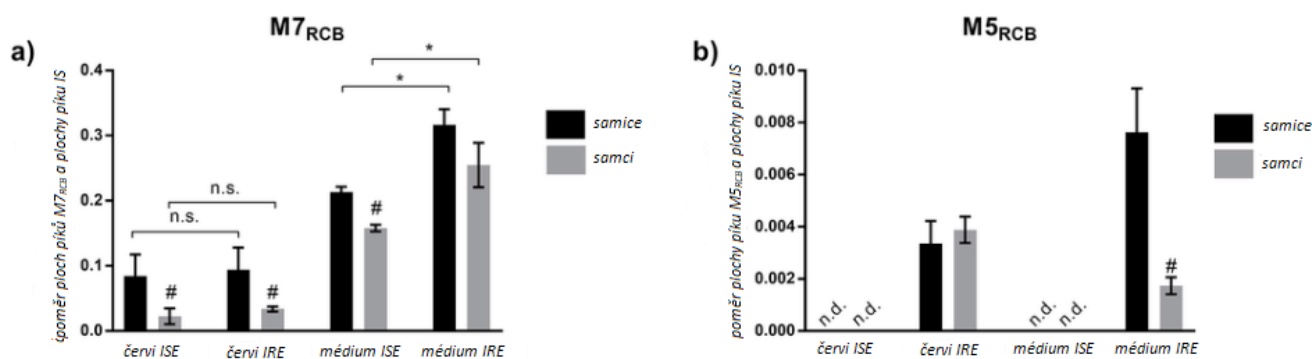 M7RCB
a)
poměr ploch píků M7RCB a plochy píku IS
0.4
0.3
0.2
0.1
0.0
n.s.
n.s.
*
*
#
#
#
červi ISE
červi IRE
médium ISE
médium IRE
samice
samci
M5RCB
b)
poměr plochy píku M5RCB a plochy píku IS
0.010
0.008
0.006
0.004
0.002
0.000
n.d.
n.d.
n.d.
n.d.
#
červi ISE
červi IRE
médium ISE
médium IRE
samice
samci